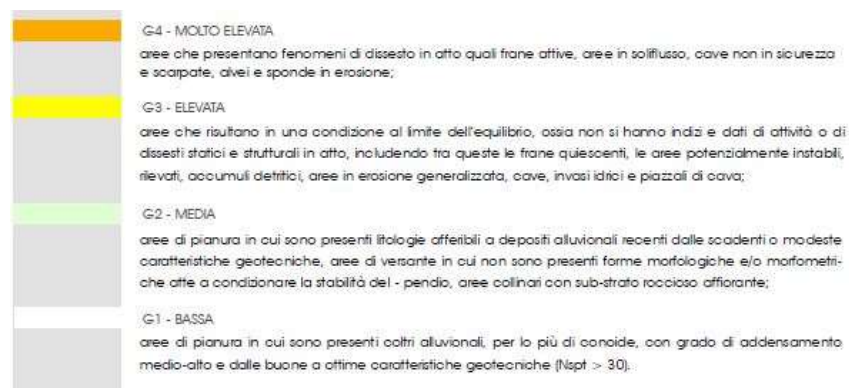 G4 - MOLTO ELEVATA
aree che presentano fenomeni di dissesto in atto quali frane attive, aree in soliflusso, cave non in sicurezza
e scarpate, alvei e sponde in erosione;
G3 - ELEVATA
aree che risultano in una condizione al limite dell'equilibrio, ossia non si hanno indizi e dati di attività o di
dissesti statici e strutturali in atto, includendo tra queste le frane quiescenti, le aree potenzialmente instabili,
rilevati, accumuli detritici, aree in erosione generalizzata, cave, invasi idrici e piazzali di cava;
G2 - MEDIA
aree di pianura in cui sono presenti litologie afferibili a depositi alluvionali recenti dalle scadenti o modeste
caratteristiche geotecniche, aree di versante in cui non sono presenti forme morfologiche e/o morfometri-
che atte a condizionare la stabilità del - pendio, aree collinari con sub-strato roccioso affiorante;
G1 - BASSA
aree di pianura in cui sono presenti coltri alluvionali, per lo più di conoide, con grado di addensamento
medio-alto e dalle buone a ottime caratteristiche geotecniche (Nspt > 30).